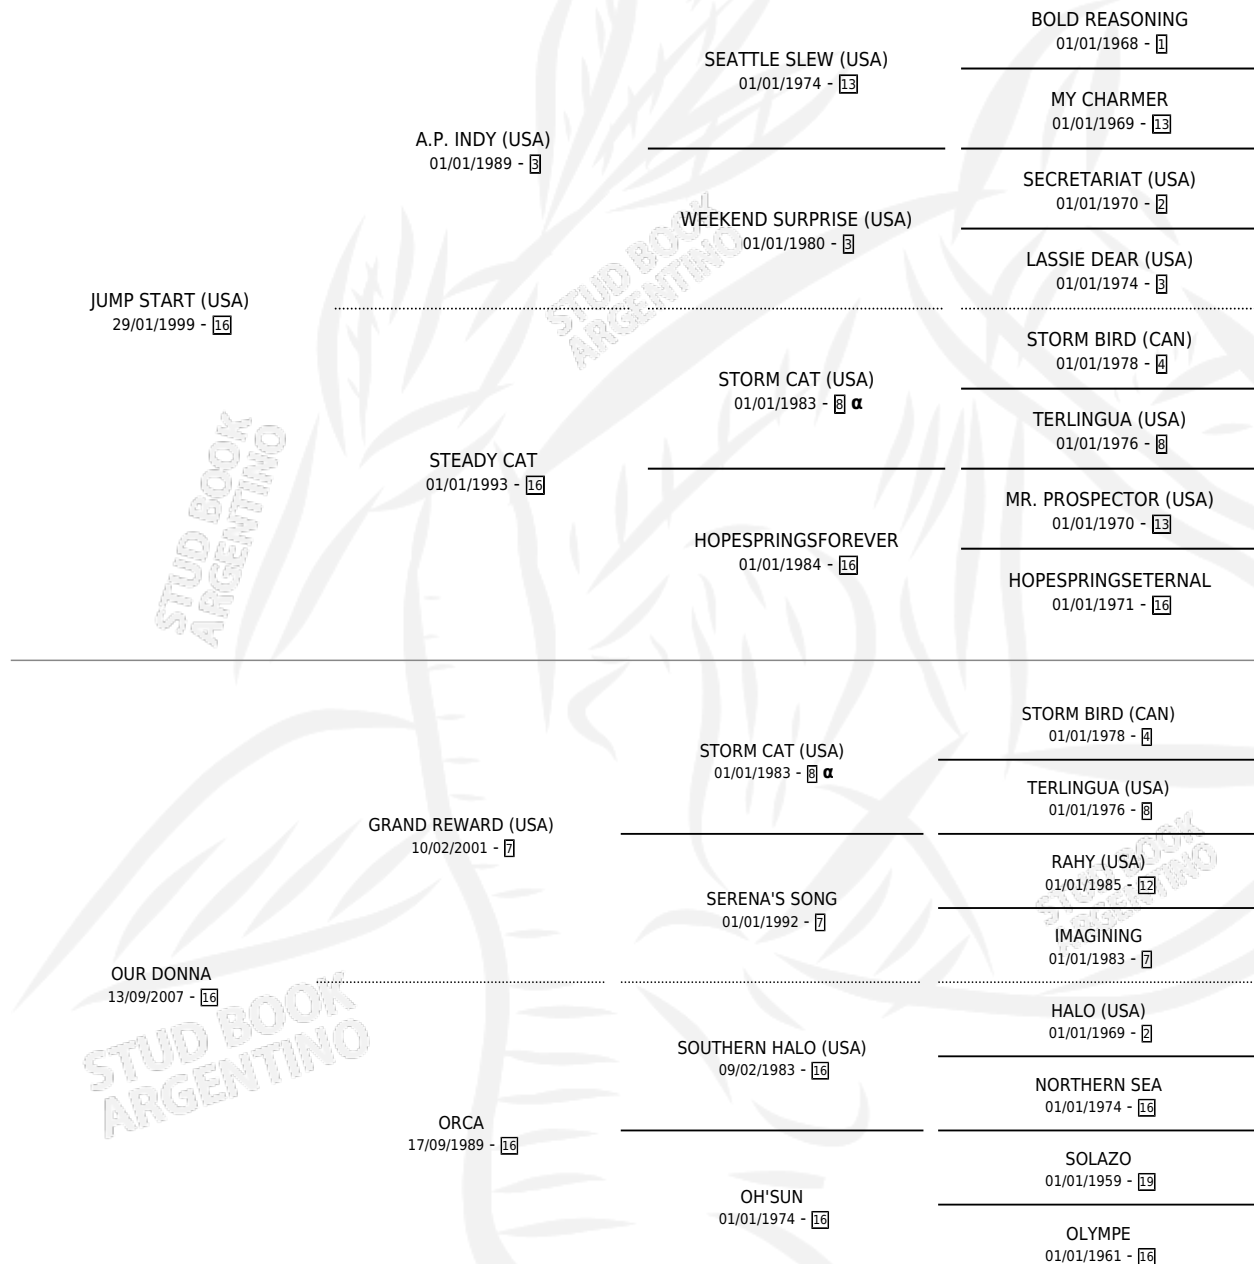 BOLD REASONING
01/01/1968 - 1
SEATTLE SLEW (USA)
01/01/1974 - 13
MY CHARMER
01/01/1969 - 13
A.P. INDY (USA)
01/01/1989 - 3
SECRETARIAT (USA)
01/01/1970 - 2
WEEKEND SURPRISE (USA)
01/01/1980 - 3
LASSIE DEAR (USA)
01/01/1974 - 3
JUMP START (USA)
29/01/1999 - 16
STORM BIRD (CAN)
01/01/1978 - 4
STORM CAT (USA)
01/01/1983 - 8 α
TERLINGUA (USA)
01/01/1976 - 8
STEADY CAT
01/01/1993 - 16
MR. PROSPECTOR (USA)
01/01/1970 - 13
HOPESPRINGSFOREVER
01/01/1984 - 16
HOPESPRINGSETERNAL
01/01/1971 - 16
STORM BIRD (CAN)
01/01/1978 - 4
STORM CAT (USA)
01/01/1983 - 8 α
TERLINGUA (USA)
01/01/1976 - 8
GRAND REWARD (USA)
10/02/2001 - 7
RAHY (USA)
01/01/1985 - 12
SERENA'S SONG
01/01/1992 - 7
IMAGINING
01/01/1983 - 7
OUR DONNA
13/09/2007 - 16
HALO (USA)
01/01/1969 - 2
SOUTHERN HALO (USA)
09/02/1983 - 16
NORTHERN SEA
01/01/1974 - 16
ORCA
17/09/1989 - 16
SOLAZO
01/01/1959 - 19
OH'SUN
01/01/1974 - 16
OLYMPE
01/01/1961 - 16
STUD BOOK
ARGENTINO
STUD BOOK
ARGENTINO
STUD BOOK
ARGENTINO
STUD BOOK
ARGENTINO